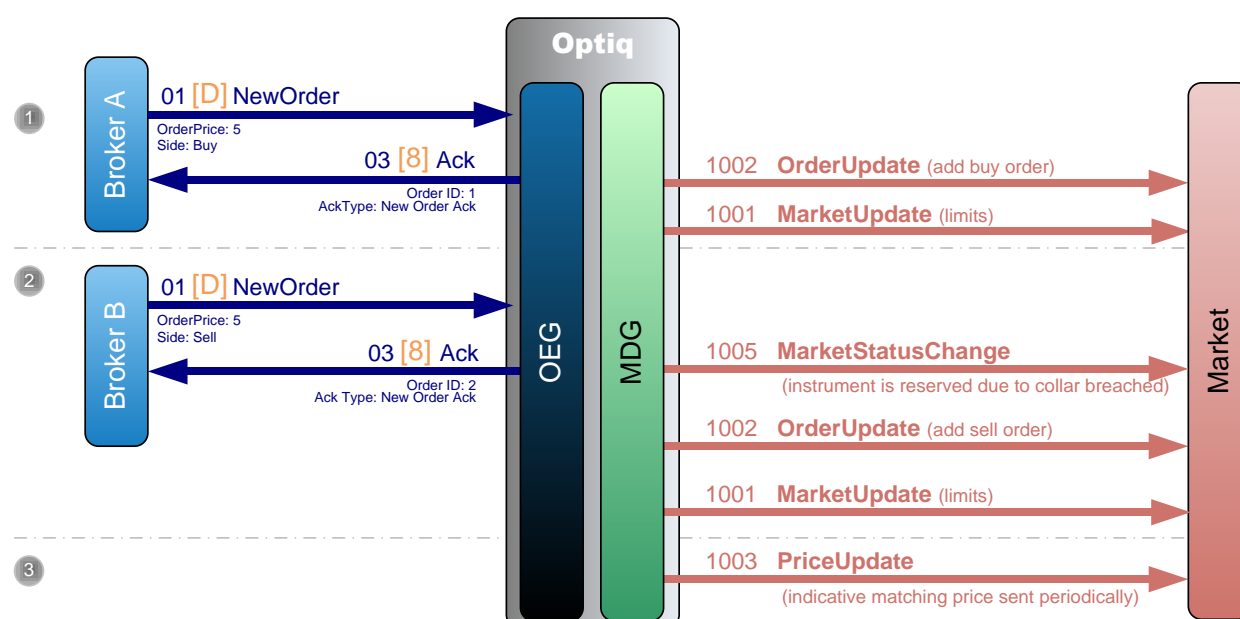 Optiq
1
Broker A
01 [D] NewOrder
OrderPrice: 5
Side: Buy
03 [8] Ack
Order ID: 1
AckType: New Order Ack
1002 OrderUpdate (add buy order)
1001 MarketUpdate (limits)
2
Broker B
01 [D] NewOrder
OrderPrice: 5
Side: Sell
03 [8] Ack
Order ID: 2
Ack Type: New Order Ack
OEG
MDG
Market
1005 MarketStatusChange
(instrument is reserved due to collar breached)
1002 OrderUpdate (add sell order)
1001 MarketUpdate (limits)
3
1003 PriceUpdate
(indicative matching price sent periodically)